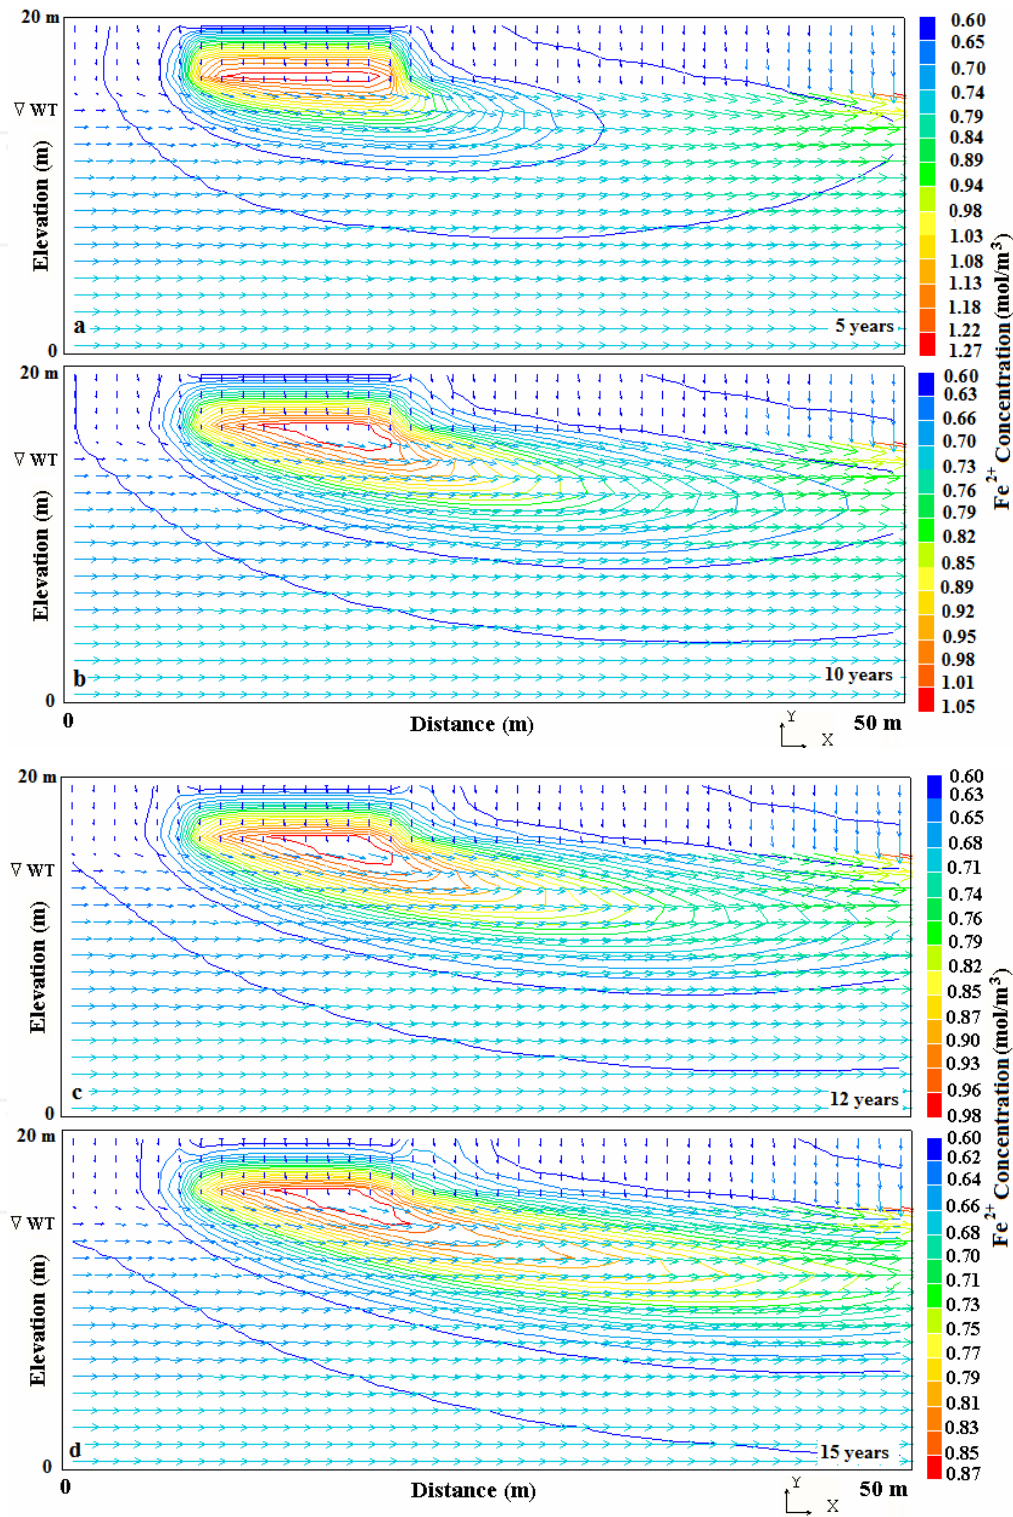 20 m
∇ WT
Elevation (m)
0
a
5 years
0.60
0.65
0.70
0.74
0.79
0.84
0.89
0.94
0.98
1.03
1.08
1.13
1.18
1.22
1.27
20 m
∇ WT
Elevation (m)
0
b
10 years
0.60
0.63
0.66
0.70
0.73
0.76
0.79
0.82
0.85
0.89
0.92
0.95
0.98
1.01
1.05
Fe²⁺ Concentration (mol/m³)
0
Distance (m)
50 m
Y
X
20 m
∇ WT
Elevation (m)
0
c
12 years
0.60
0.63
0.65
0.68
0.71
0.74
0.76
0.79
0.82
0.85
0.87
0.90
0.93
0.96
0.98
20 m
∇ WT
Elevation (m)
0
d
15 years
0.60
0.62
0.64
0.66
0.68
0.70
0.71
0.73
0.75
0.77
0.79
0.81
0.83
0.85
0.87
Fe²⁺ Concentration (mol/m³)
0
Distance (m)
50 m
Y
X